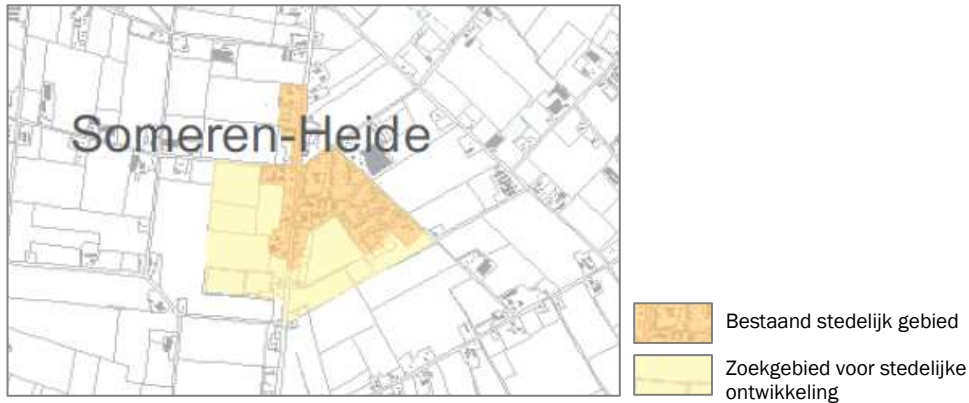 Someren-Heide
Bestaand stedelijk gebied
Zoekgebied voor stedelijke
ontwikkeling